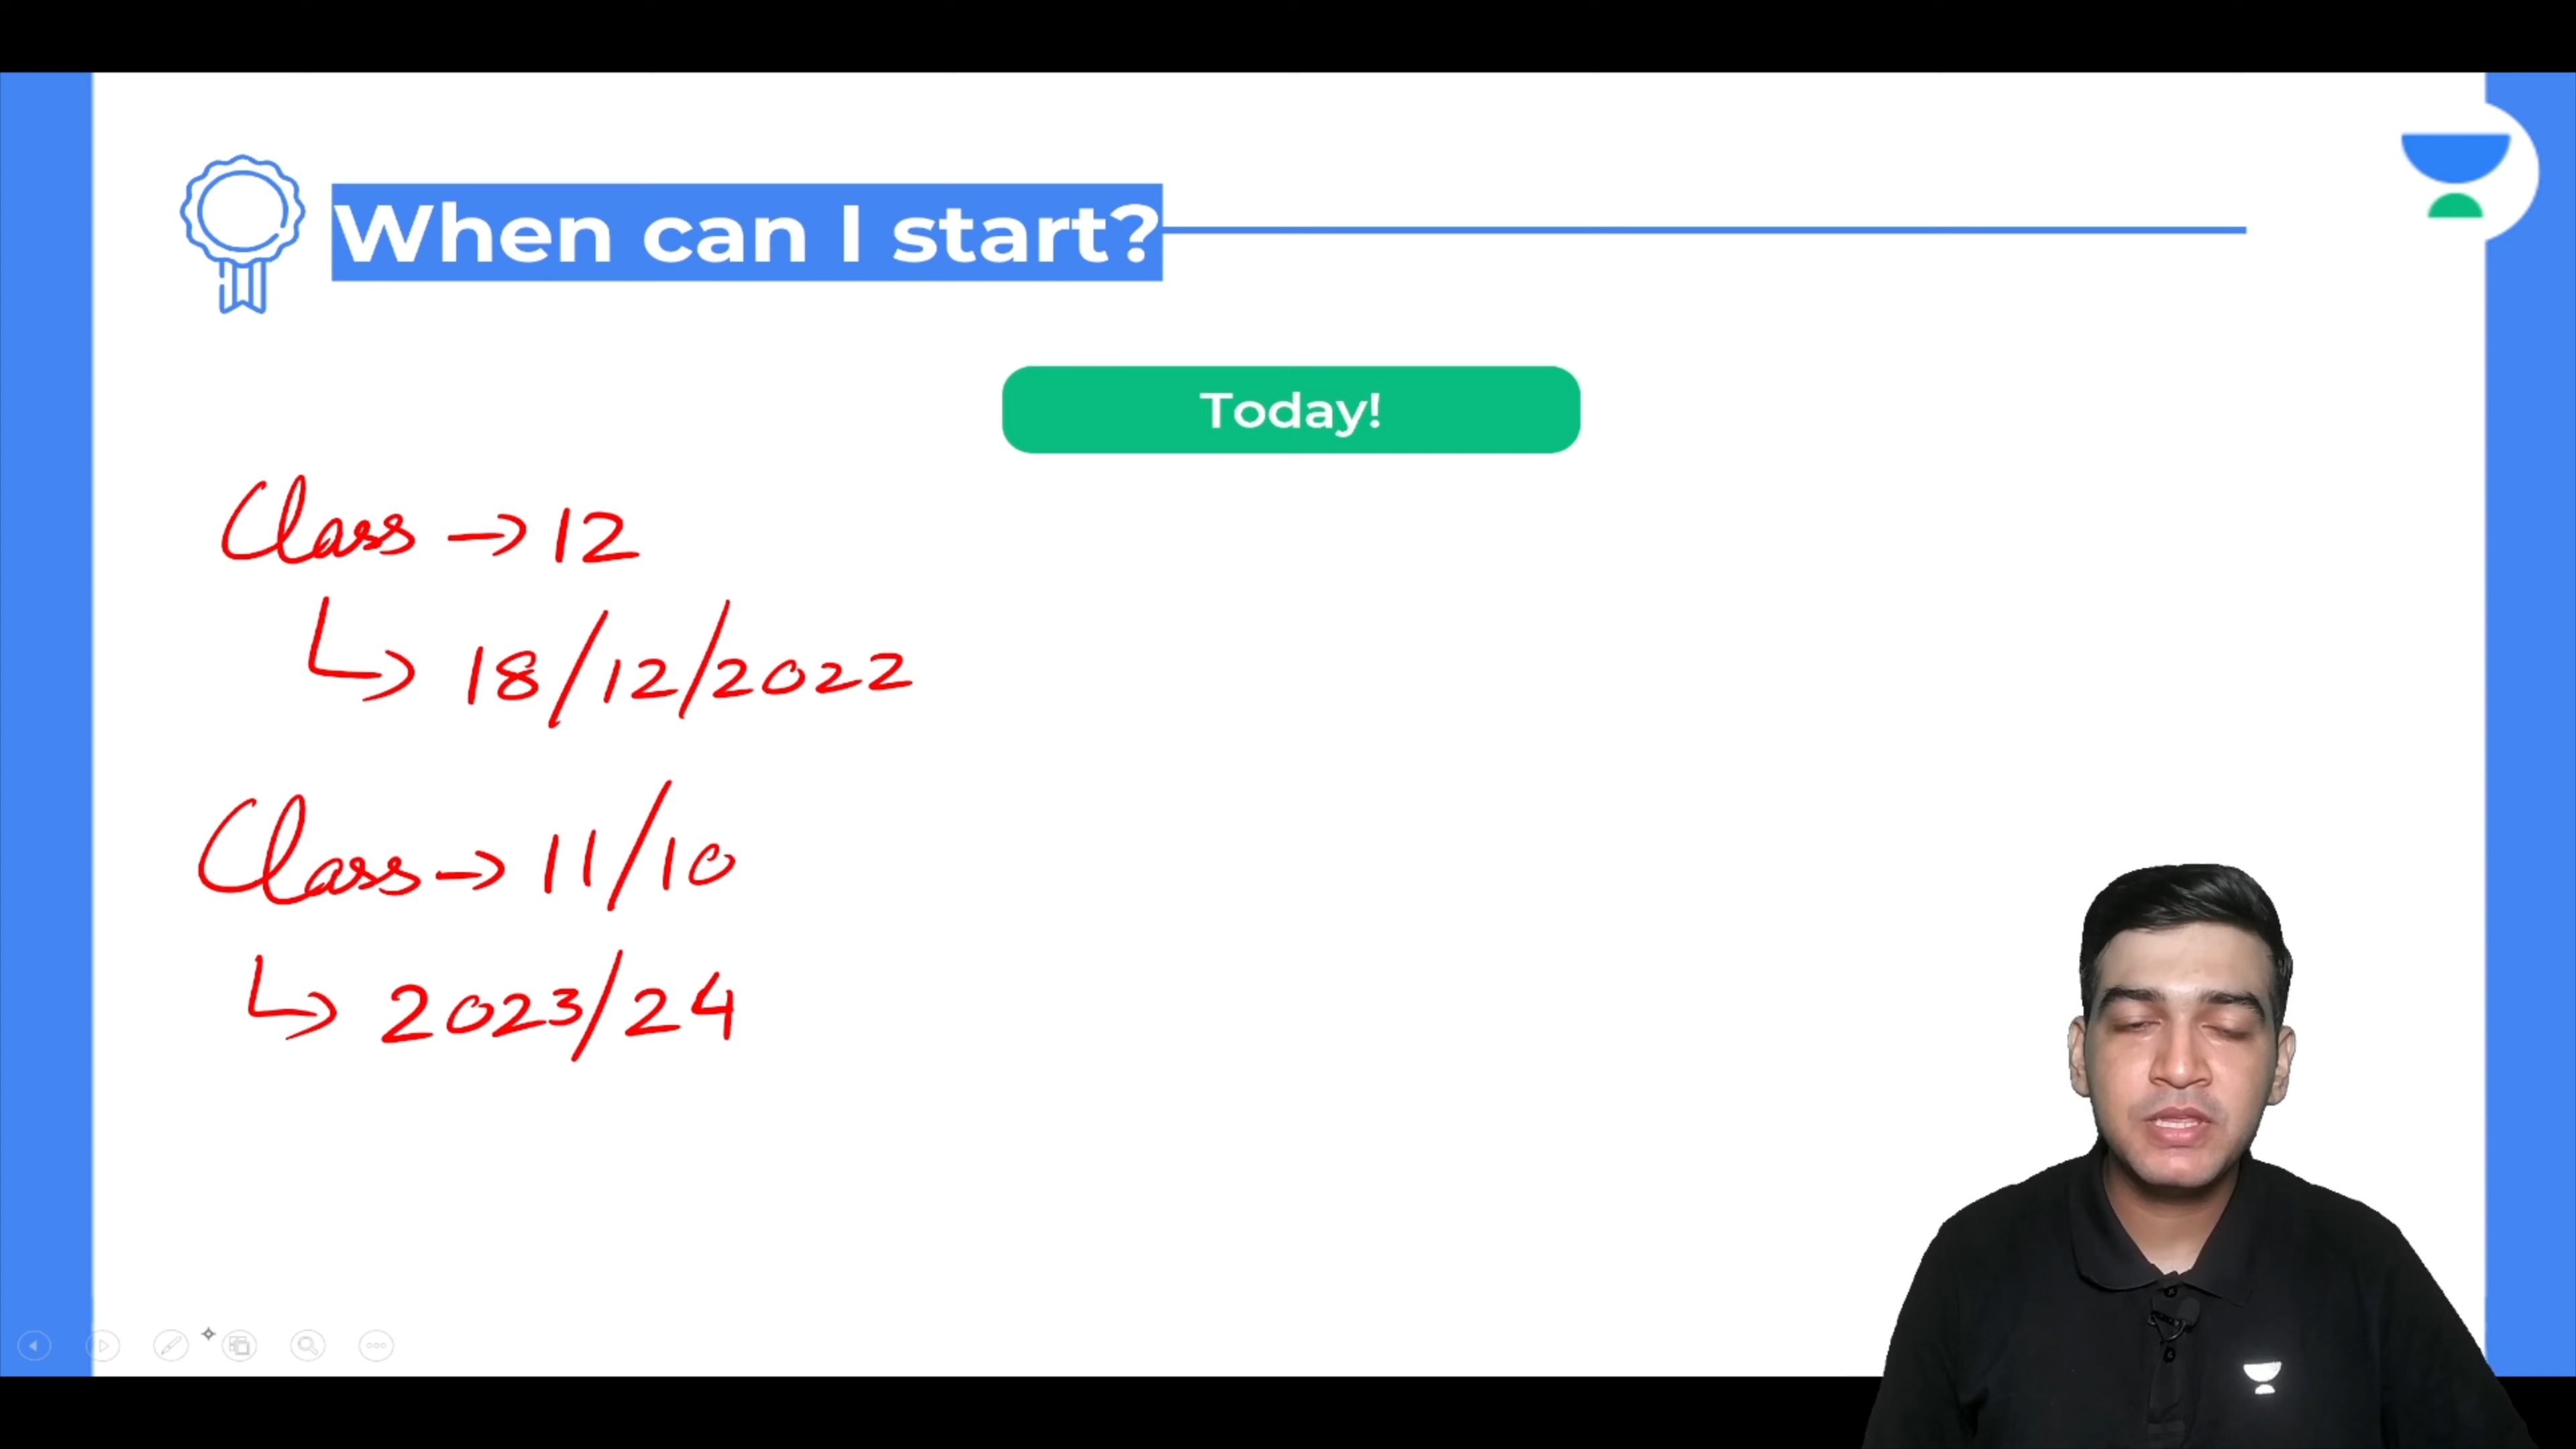 When can I start?
Today!
Class → 12
↳ 18/12/2022
Class → 11/10
↳ 2023/24